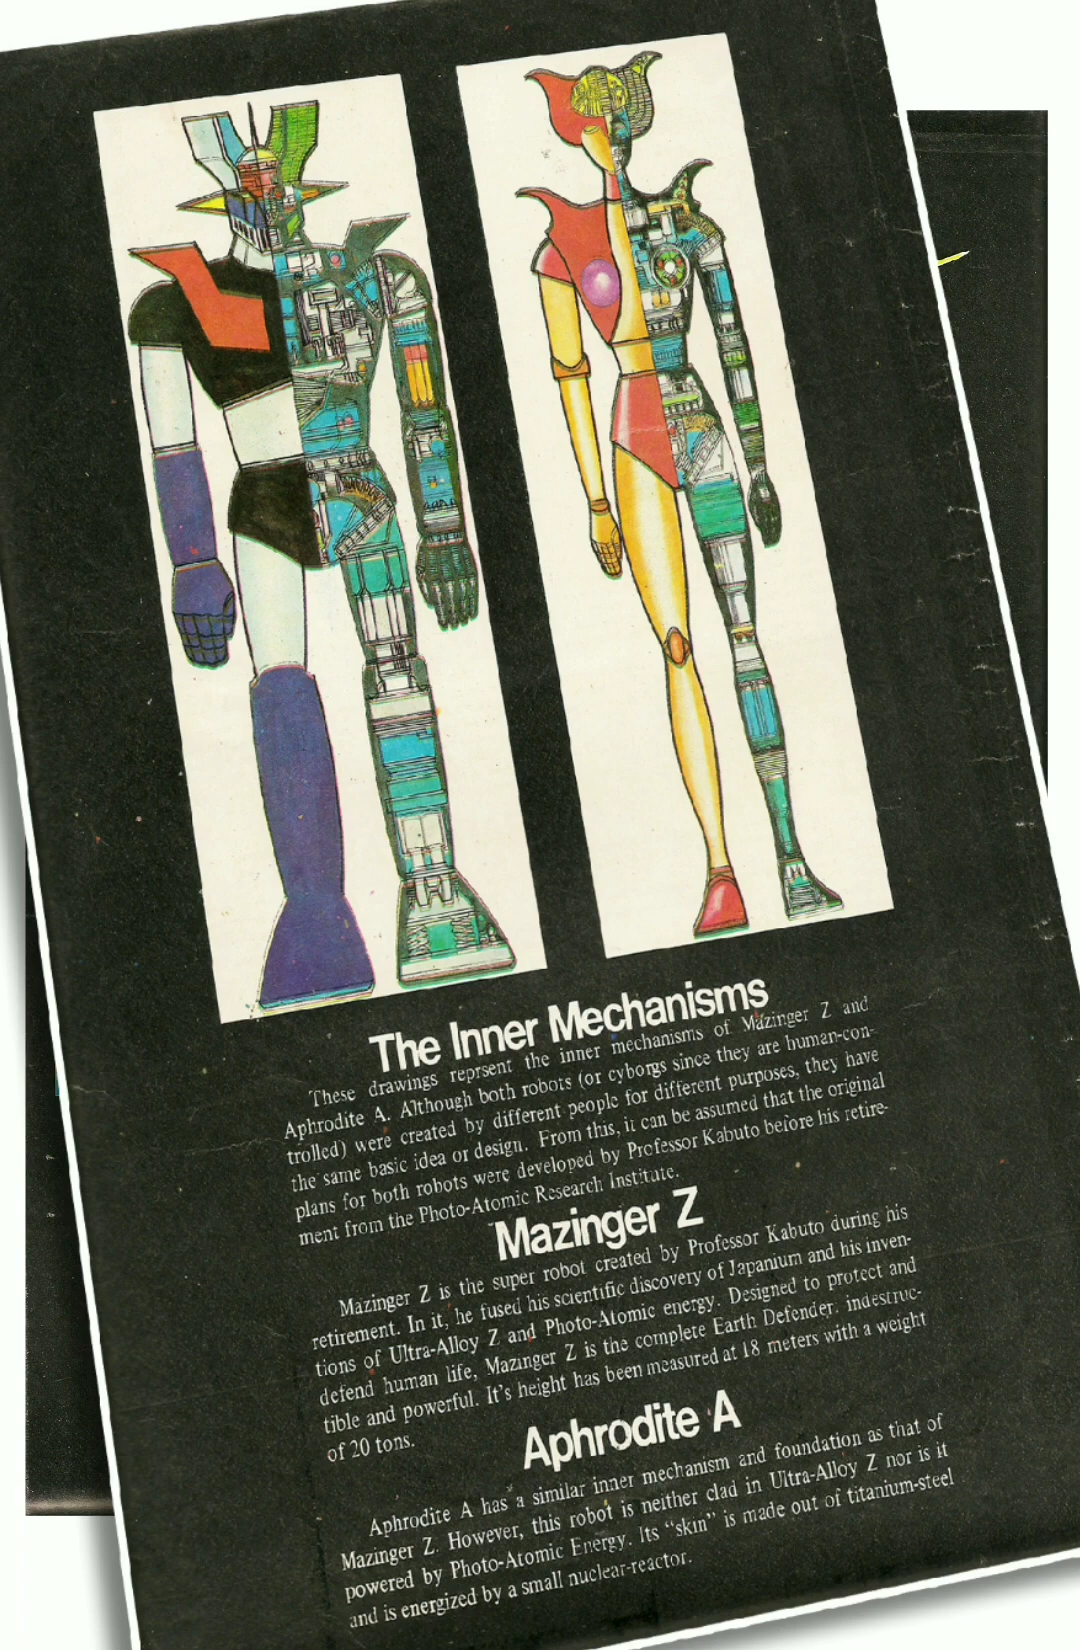 The Inner Mechanisms
These drawings reprsent the inner mechanisms of Mazinger Z and
Aphrodite A. Although both robots (or cyborgs since they are human-con-
trolled) were created by different people for different purposes, they have
the same basic idea or design. From this, it can be assumed that the original
plans for both robots were developed by Professor Kabuto before his retire-
ment from the Photo-Atomic Research Institute.
Mazinger Z
Mazinger Z is the super robot created by Professor Kabuto during his
retirement. In it, he fused his scientific discovery of Japanium and his inven-
tions of Ultra-Alloy Z and Photo-Atomic energy. Designed to protect and
defend human life, Mazinger Z is the complete Earth Defender: indestruc-
tible and powerful. It's height has been measured at 18 meters with a weight
of 20 tons.
Aphrodite A
Aphrodite A has a similar inner mechanism and foundation as that of
Mazinger Z. However, this robot is neither clad in Ultra-Alloy Z nor is it
powered by Photo-Atomic Energy. Its “skin” is made out of titanium-steel
and is energized by a small nuclear-reactor.